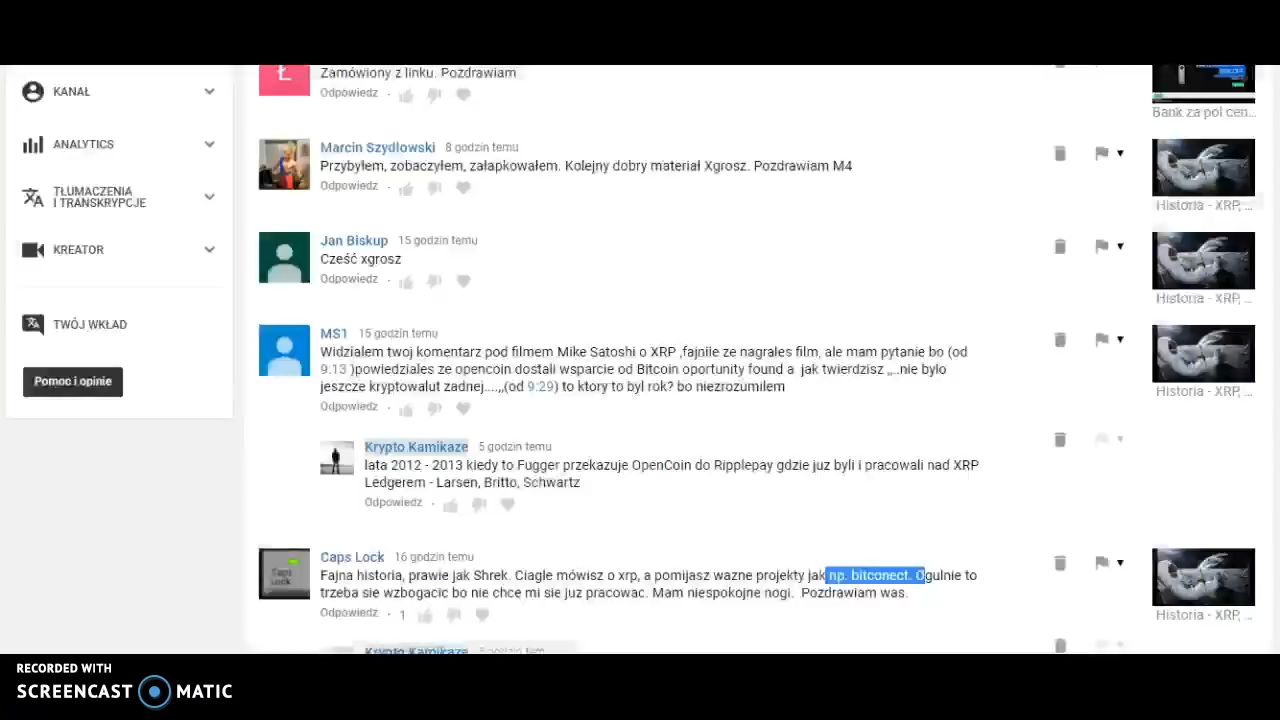 Ł
Zamówiony z linku. Pozdrawiam
Odpowiedz
Bank za pol cen...
KANAŁ
ANALYTICS
TŁUMACZENIA
I TRANSKRYPCJE
KREATOR
TWÓJ WKŁAD
Pomoc i opinie
Marcin Szydlowski 8 godzin temu
Przybyłem, zobaczyłem, załapkowałem. Kolejny dobry materiał Xgrosz. Pozdrawiam M4
Odpowiedz
Historia - XRP, ...
Jan Biskup 15 godzin temu
Cześć xgrosz
Odpowiedz
Historia - XRP, ...
MS1 15 godzin temu
Widzialem twoj komentarz pod filmem Mike Satoshi o XRP ,fajniie ze nagrales film, ale mam pytanie bo (od
9:13 )powiedziales ze opencoin dostali wsparcie od Bitcoin oportunity found a jak twierdzisz ,,..nie bylo
jeszcze kryptowalut zadnej....,,(od 9:29) to ktory to byl rok? bo niezrozumilem
Odpowiedz
Historia - XRP, ...
Krypto Kamikaze 5 godzin temu
lata 2012 - 2013 kiedy to Fugger przekazuje OpenCoin do Ripplepay gdzie juz byli i pracowali nad XRP
Ledgerem - Larsen, Britto, Schwartz
Odpowiedz
Caps Lock 16 godzin temu
Fajna historia, prawie jak Shrek. Ciagle mówisz o xrp, a pomijasz wazne projekty jak np. bitconect. Ogulnie to
trzeba sie wzbogacic bo nie chce mi sie juz pracowac. Mam niespokojne nogi. Pozdrawiam was.
Odpowiedz 1
Historia - XRP, ...
Krypto Kamikaze
RECORDED WITH
SCREENCAST MATIC